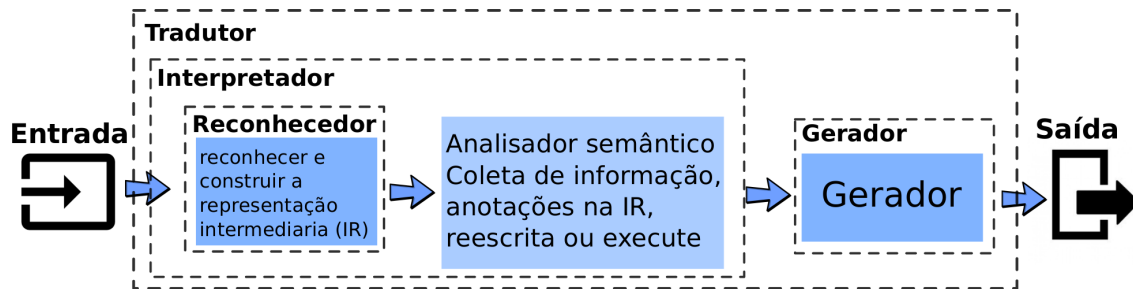 Tradutor
Interpretador
Entrada
Reconhecedor
reconhecer e
construir a
representação
intermediaria (IR)
Analisador semântico
Coleta de informação,
anotações na IR,
reescrita ou execute
Gerador
Gerador
Saída